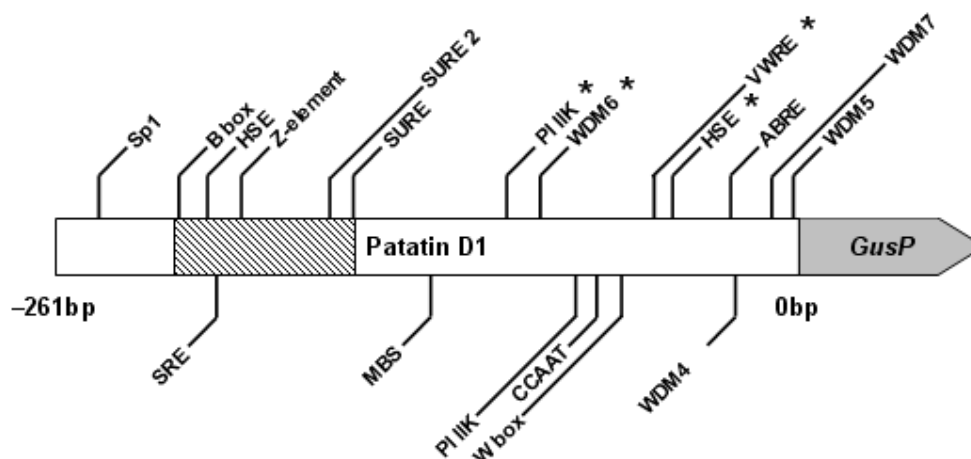 Sp1
B box
HSE
Z-element
SURE 2
SURE
PI IIK *
WDM6 *
VWRE *
HSE *
ABRE
WDM7
WDM5
Patatin D1
GusP
–261bp
0bp
SRE
MBS
PI IIK
CCAAT
W box
WDM4